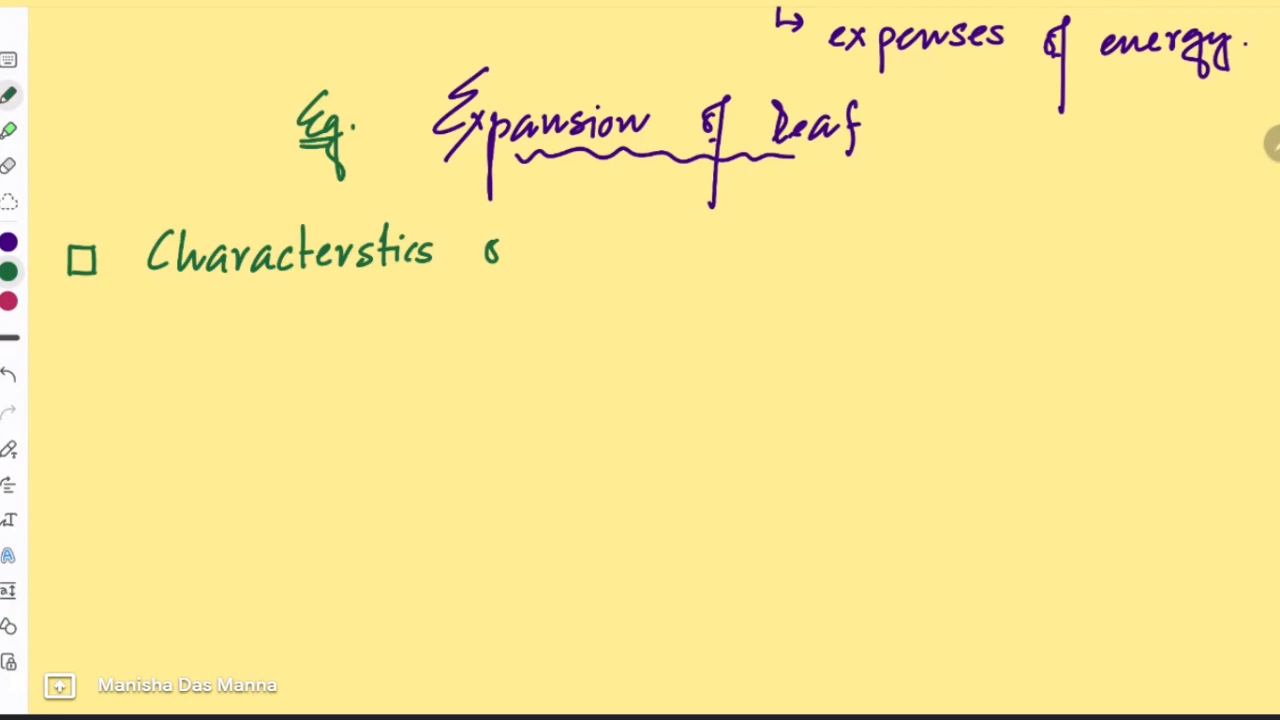 ↳ expenses of energy.
Eg. Expansion of Leaf
□ Characterstics o
Manisha Das Manna